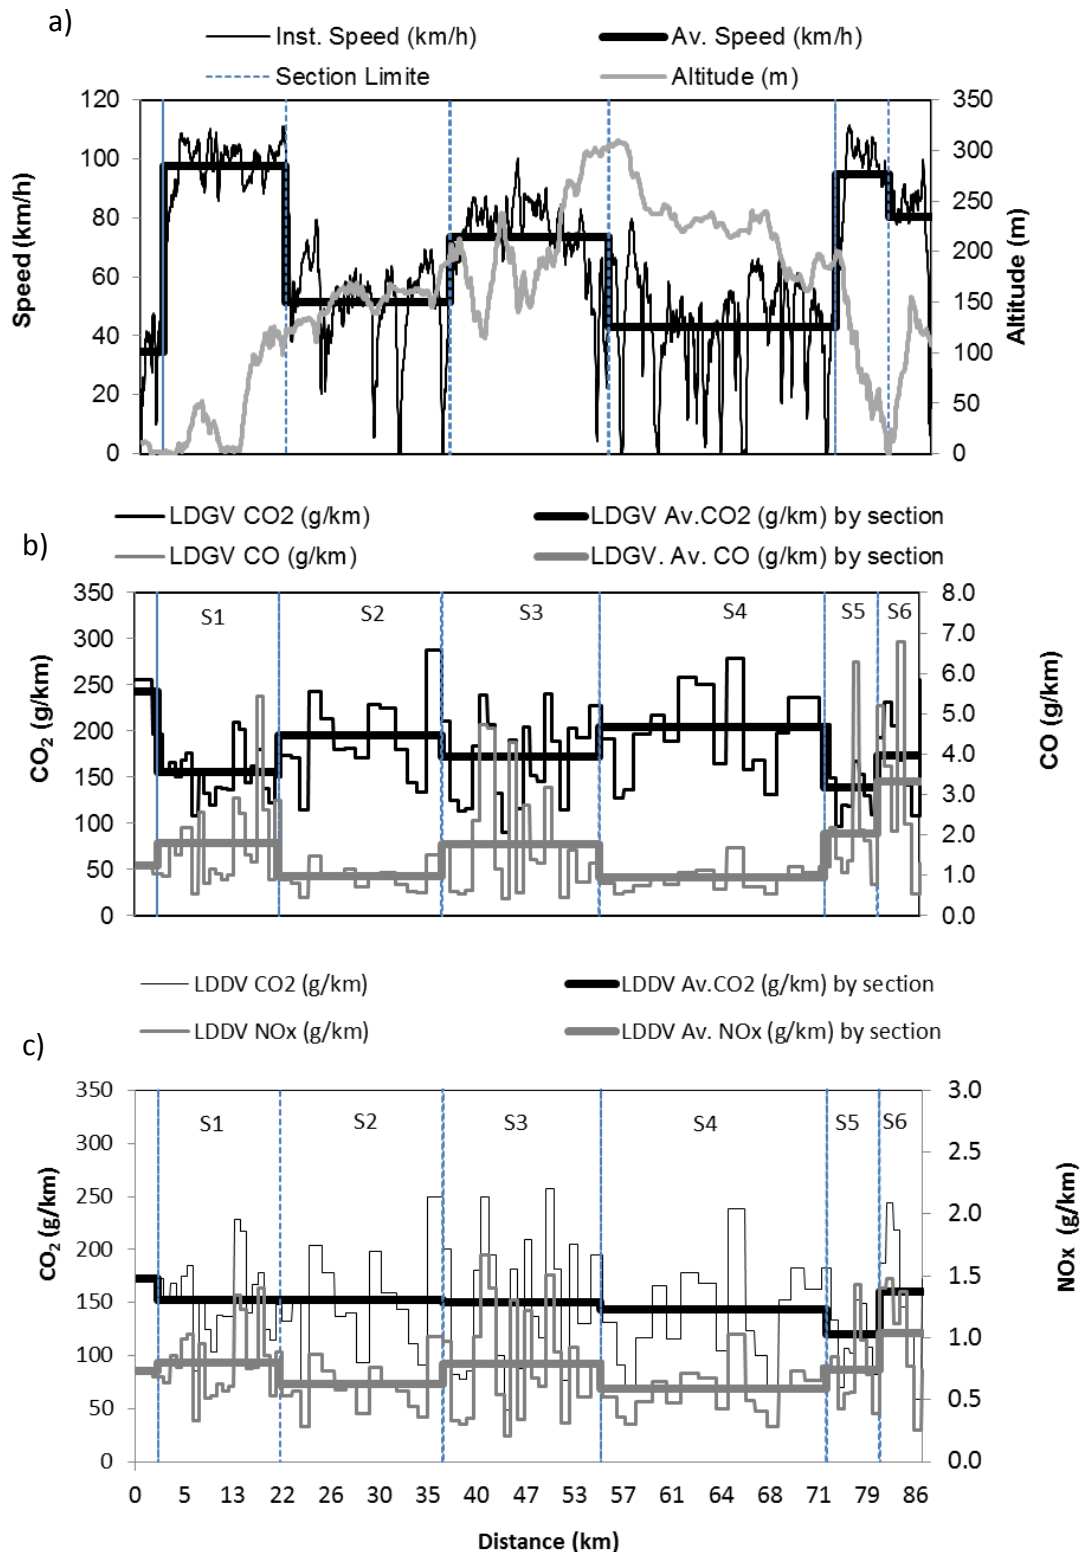 a)
Inst. Speed (km/h)
Av. Speed (km/h)
Section Limite
Altitude (m)
120
100
80
60
40
20
0
Speed (km/h)
350
300
250
200
150
100
50
0
Altitude (m)
b)
LDGV CO2 (g/km)
LDGV Av.CO2 (g/km) by section
LDGV CO (g/km)
LDGV. Av. CO (g/km) by section
350
300
250
200
150
100
50
0
CO₂ (g/km)
S1
S2
S3
S4
S5
S6
8.0
7.0
6.0
5.0
4.0
3.0
2.0
1.0
0.0
CO (g/km)
LDDV CO2 (g/km)
LDDV Av.CO2 (g/km) by section
LDDV NOx (g/km)
LDDV Av. NOx (g/km) by section
c)
350
300
250
200
150
100
50
0
CO₂ (g/km)
S1
S2
S3
S4
S5
S6
3.0
2.5
2.0
1.5
1.0
0.5
0.0
NOx (g/km)
0 5 13 22 26 30 35 40 47 53 57 61 64 68 71 79 86
Distance (km)